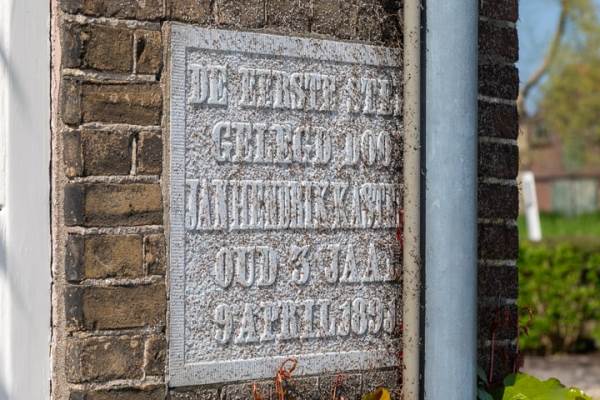 DE EERSTE STE
GELEGD DOO
JAN HENDRIK KASTE
OUD 3 JAA
9 APRIL 1895